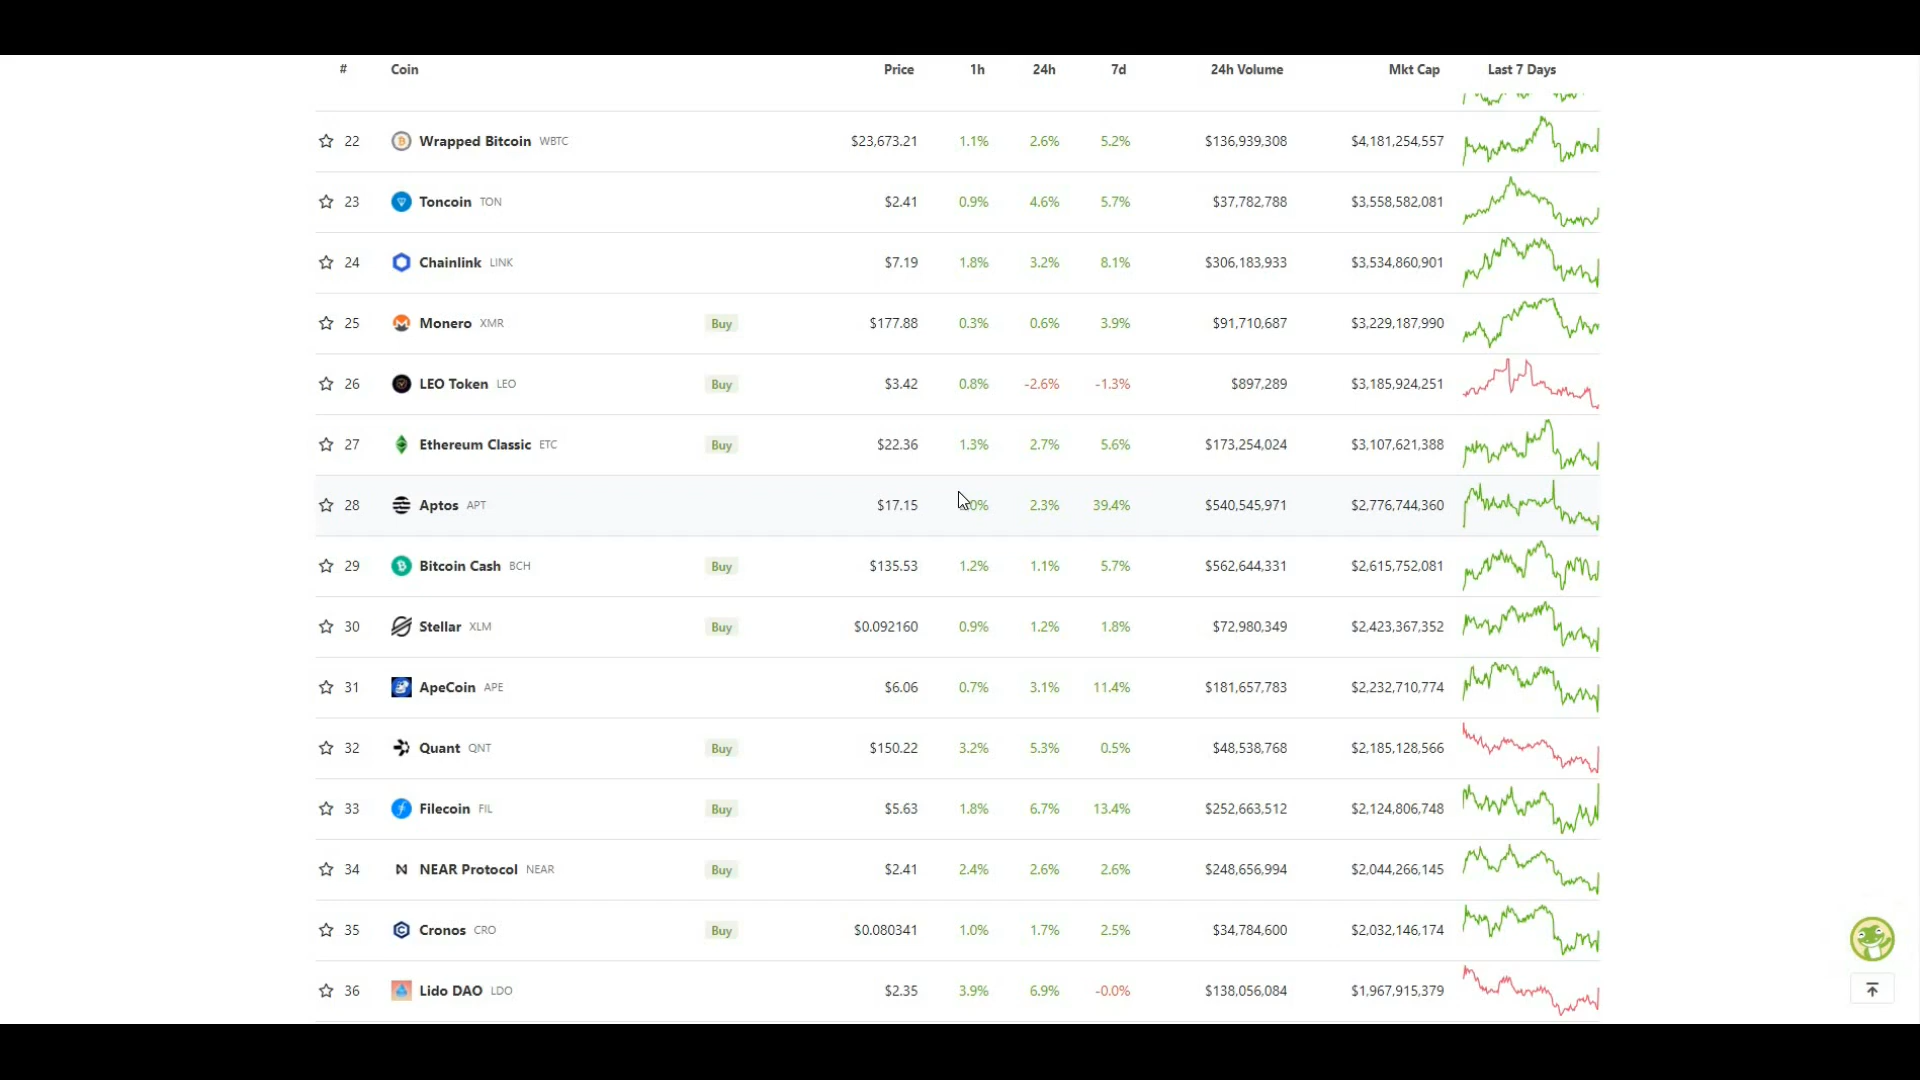 # Coin Price 1h 24h 7d 24h Volume Mkt Cap Last 7 Days
22 Wrapped Bitcoin WBTC $23,673.21 1.1% 2.6% 5.2% $136,939,308 $4,181,254,557
23 Toncoin TON $2.41 0.9% 4.6% 5.7% $37,782,788 $3,558,582,081
24 Chainlink LINK $7.19 1.8% 3.2% 8.1% $306,183,933 $3,534,860,901
25 Monero XMR Buy $177.88 0.3% 0.6% 3.9% $91,710,687 $3,229,187,990
26 LEO Token LEO Buy $3.42 0.8% -2.6% -1.3% $897,289 $3,185,924,251
27 Ethereum Classic ETC Buy $22.36 1.3% 2.7% 5.6% $173,254,024 $3,107,621,388
28 Aptos APT $17.15 2.3% 39.4% $540,545,971 $2,776,744,360
29 Bitcoin Cash BCH Buy $135.53 1.2% 1.1% 5.7% $562,644,331 $2,615,752,081
30 Stellar XLM Buy $0.092160 0.9% 1.2% 1.8% $72,980,349 $2,423,367,352
31 ApeCoin APE $6.06 0.7% 3.1% 11.4% $181,657,783 $2,232,710,774
32 Quant QNT Buy $150.22 3.2% 5.3% 0.5% $48,538,768 $2,185,128,566
33 Filecoin FIL Buy $5.63 1.8% 6.7% 13.4% $252,663,512 $2,124,806,748
34 NEAR Protocol NEAR Buy $2.41 2.4% 2.6% 2.6% $248,656,994 $2,044,266,145
35 Cronos CRO Buy $0.080341 1.0% 1.7% 2.5% $34,784,600 $2,032,146,174
36 Lido DAO LDO $2.35 3.9% 6.9% -0.0% $138,056,084 $1,967,915,379